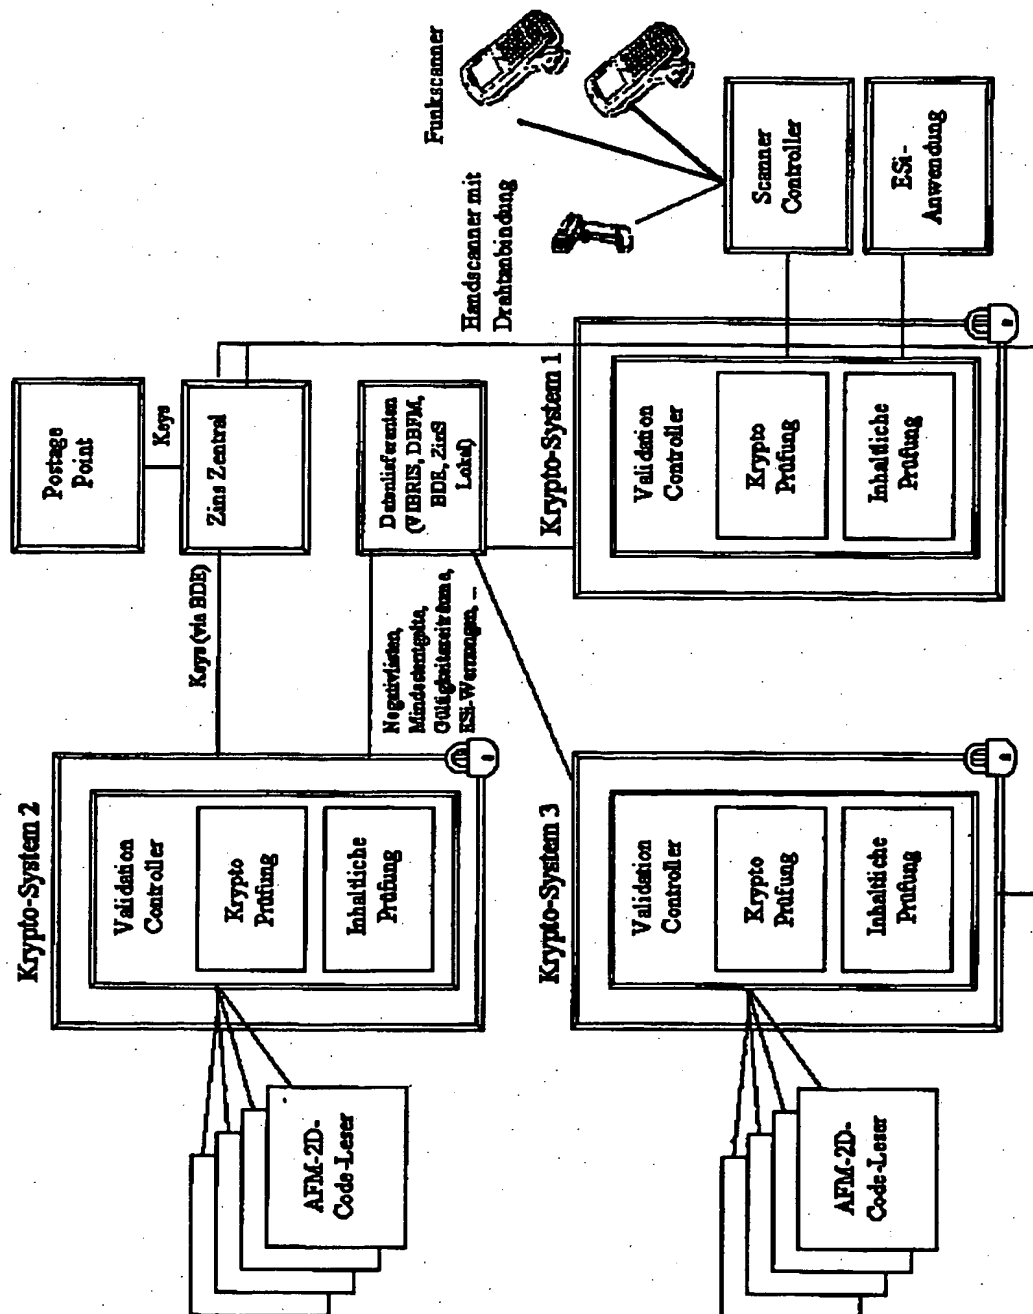 Krypto-System 2
Validation
Controller
Krypto
Prüfung
Inhaltliche
Prüfung
AFM-2D-
Code-Leser
Postage
Point
Keys
Zins Zentral
Keys (via BDE)
Datenlieferanten
(VIBRIS, DBFM,
BDE, ZinS
Lokal)
Negativlisten,
Mindestentgelte,
Gültigkeitszeiträume,
ESi-Warnungen, ...
Funkscanner
Handscanner mit
Drahtanbindung
Krypto-System 3
Validation
Controller
Krypto
Prüfung
Inhaltliche
Prüfung
AFM-2D-
Code-Leser
Krypto-System 1
Validation
Controller
Krypto
Prüfung
Inhaltliche
Prüfung
Scanner
Controller
ESi-
Anwendung